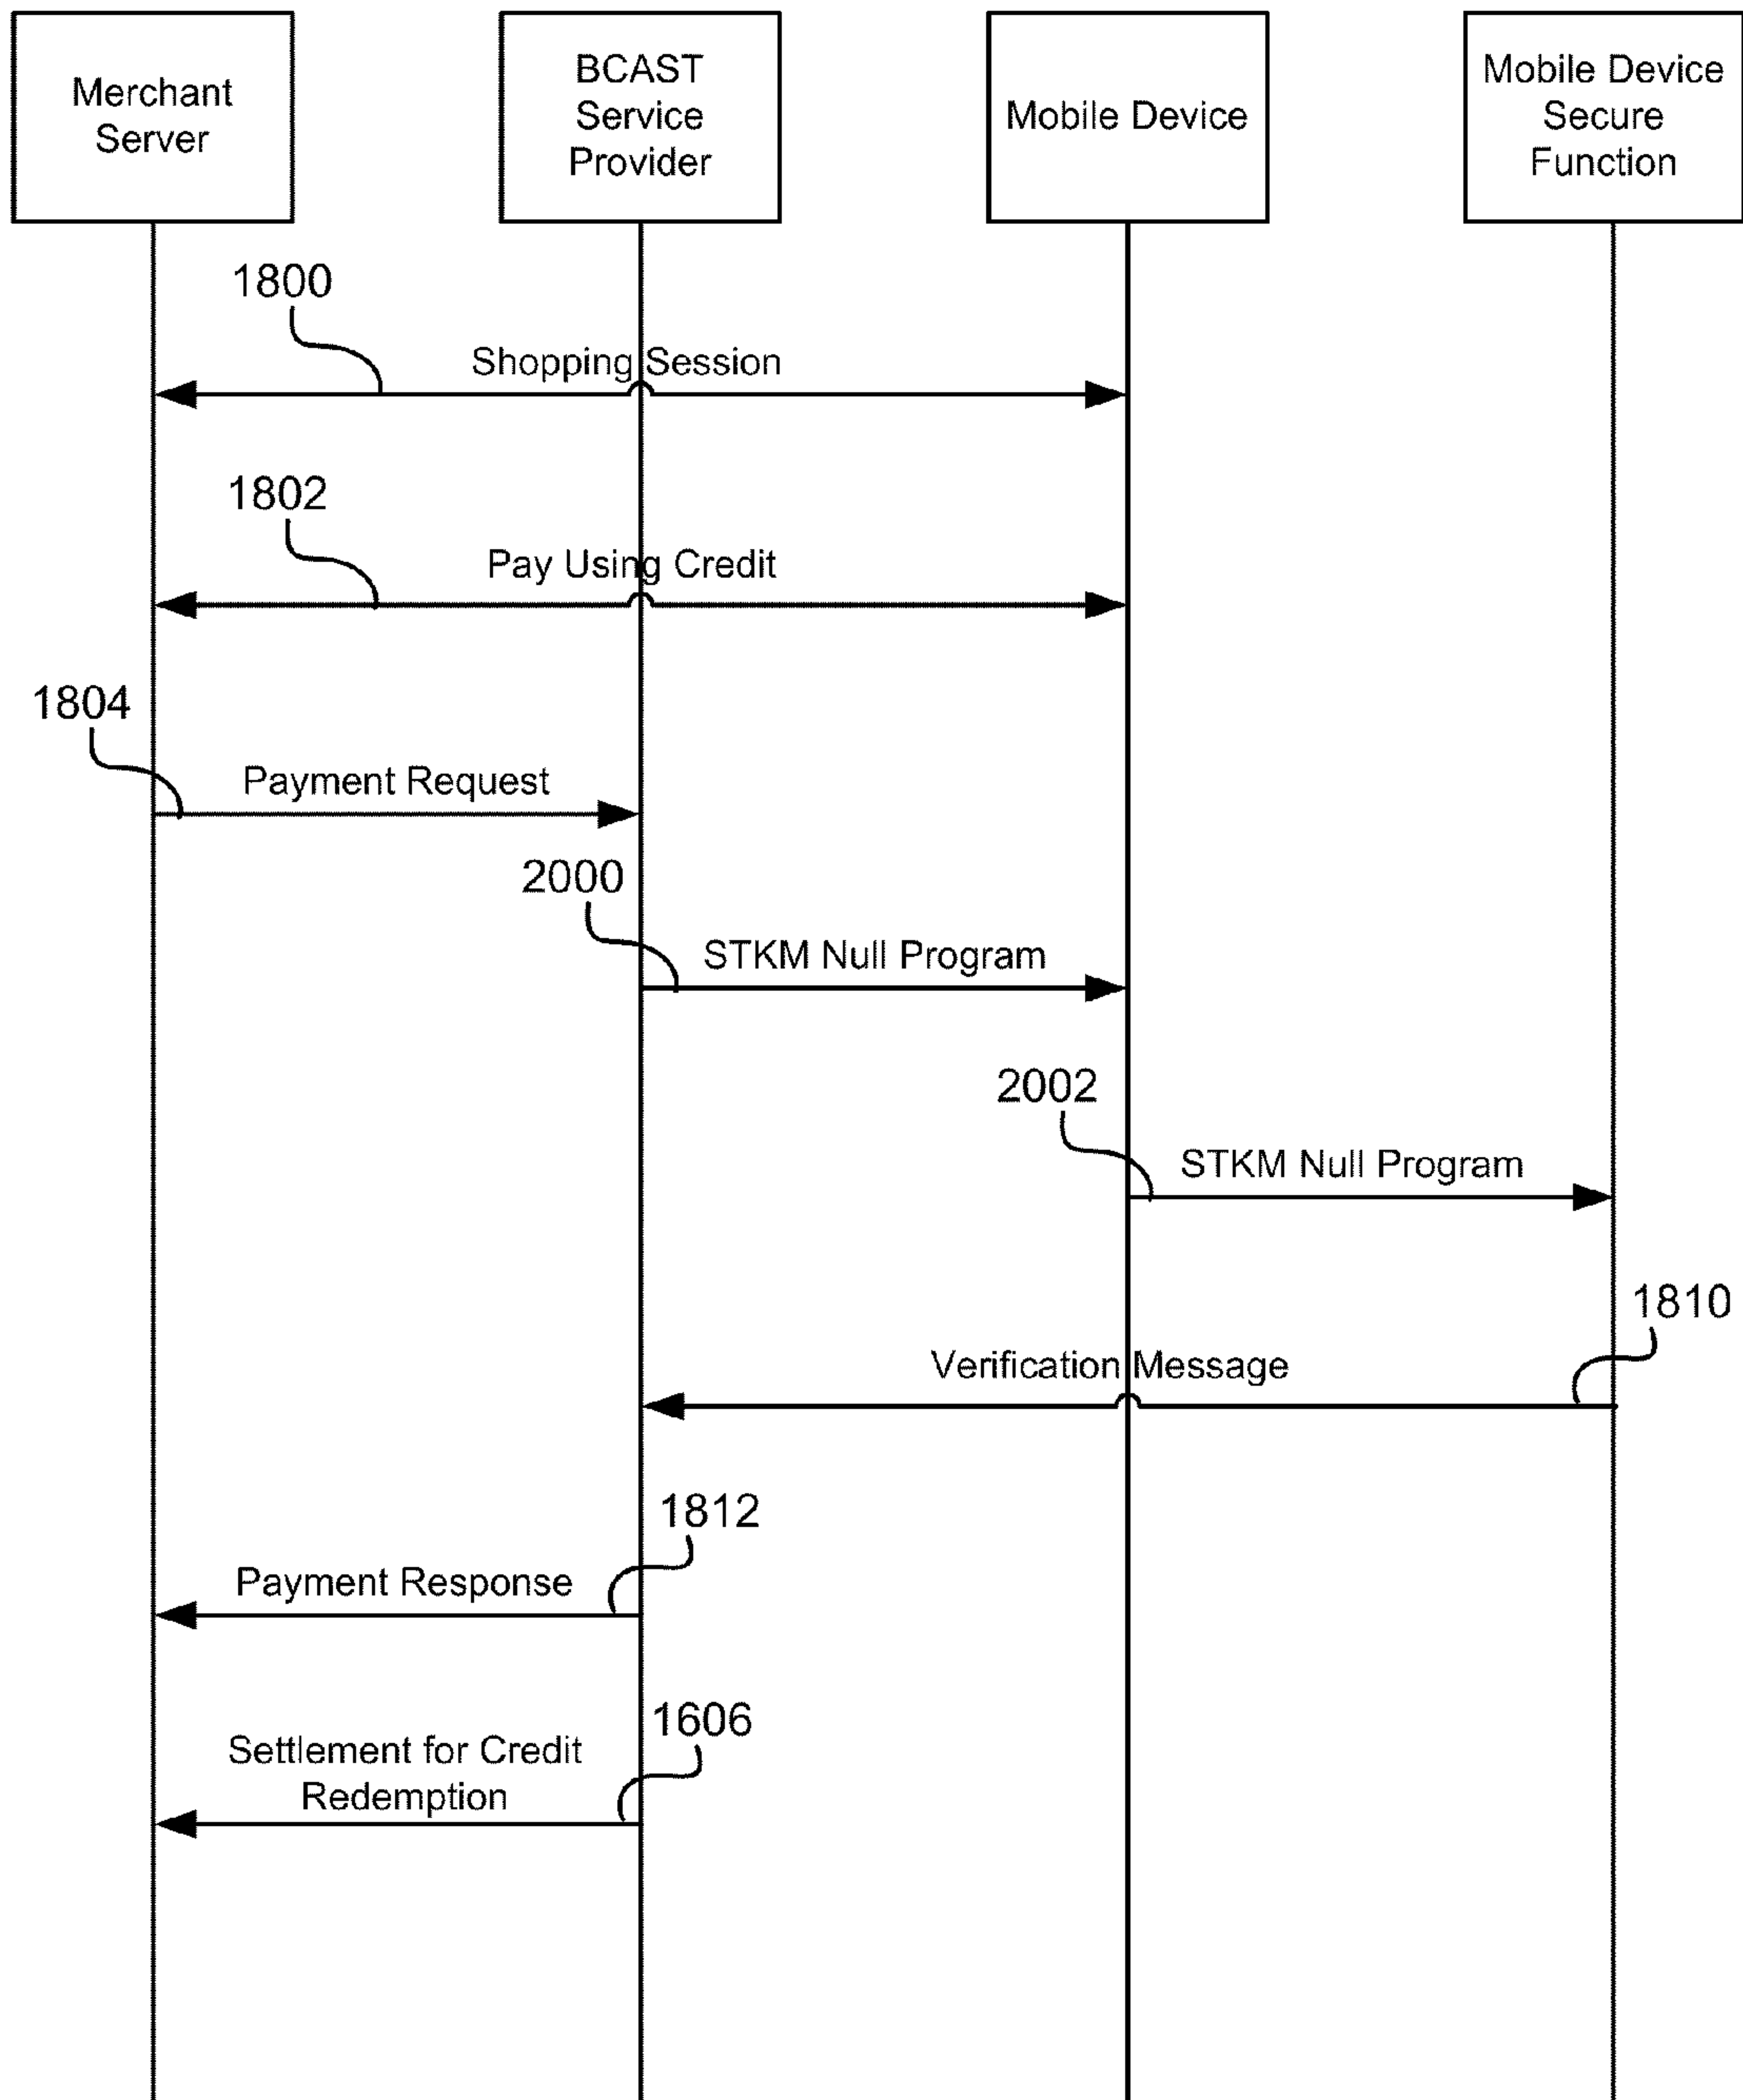 Merchant
Server
BCAST
Service
Provider
Mobile Device
Mobile Device
Secure
Function
1800
Shopping Session
1802
Pay Using Credit
1804
Payment Request
2000
STKM Null Program
2002
STKM Null Program
1810
Verification Message
1812
Payment Response
1606
Settlement for Credit
Redemption